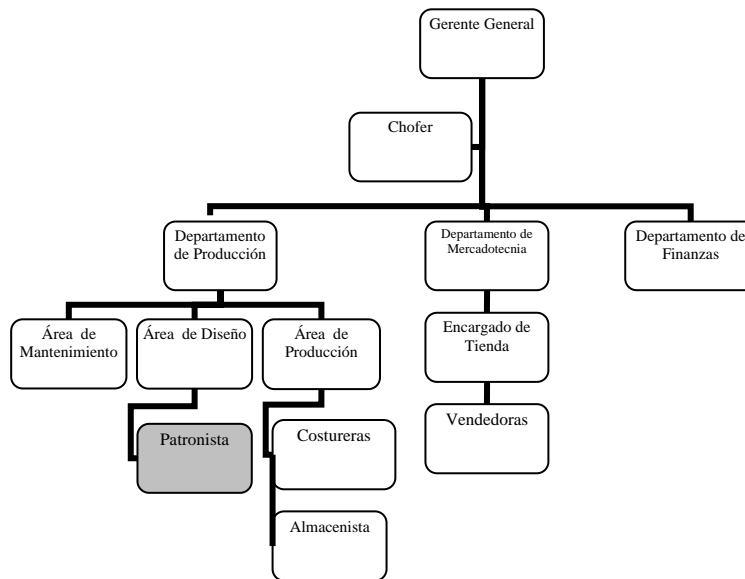 Gerente General
Chofer
Departamento
de Producción
Departamento de
Mercadotecnia
Departamento de
Finanzas
Área de
Mantenimiento
Área de Diseño
Área de
Producción
Encargado de
Tienda
Patronista
Costureras
Vendedoras
Almacenista